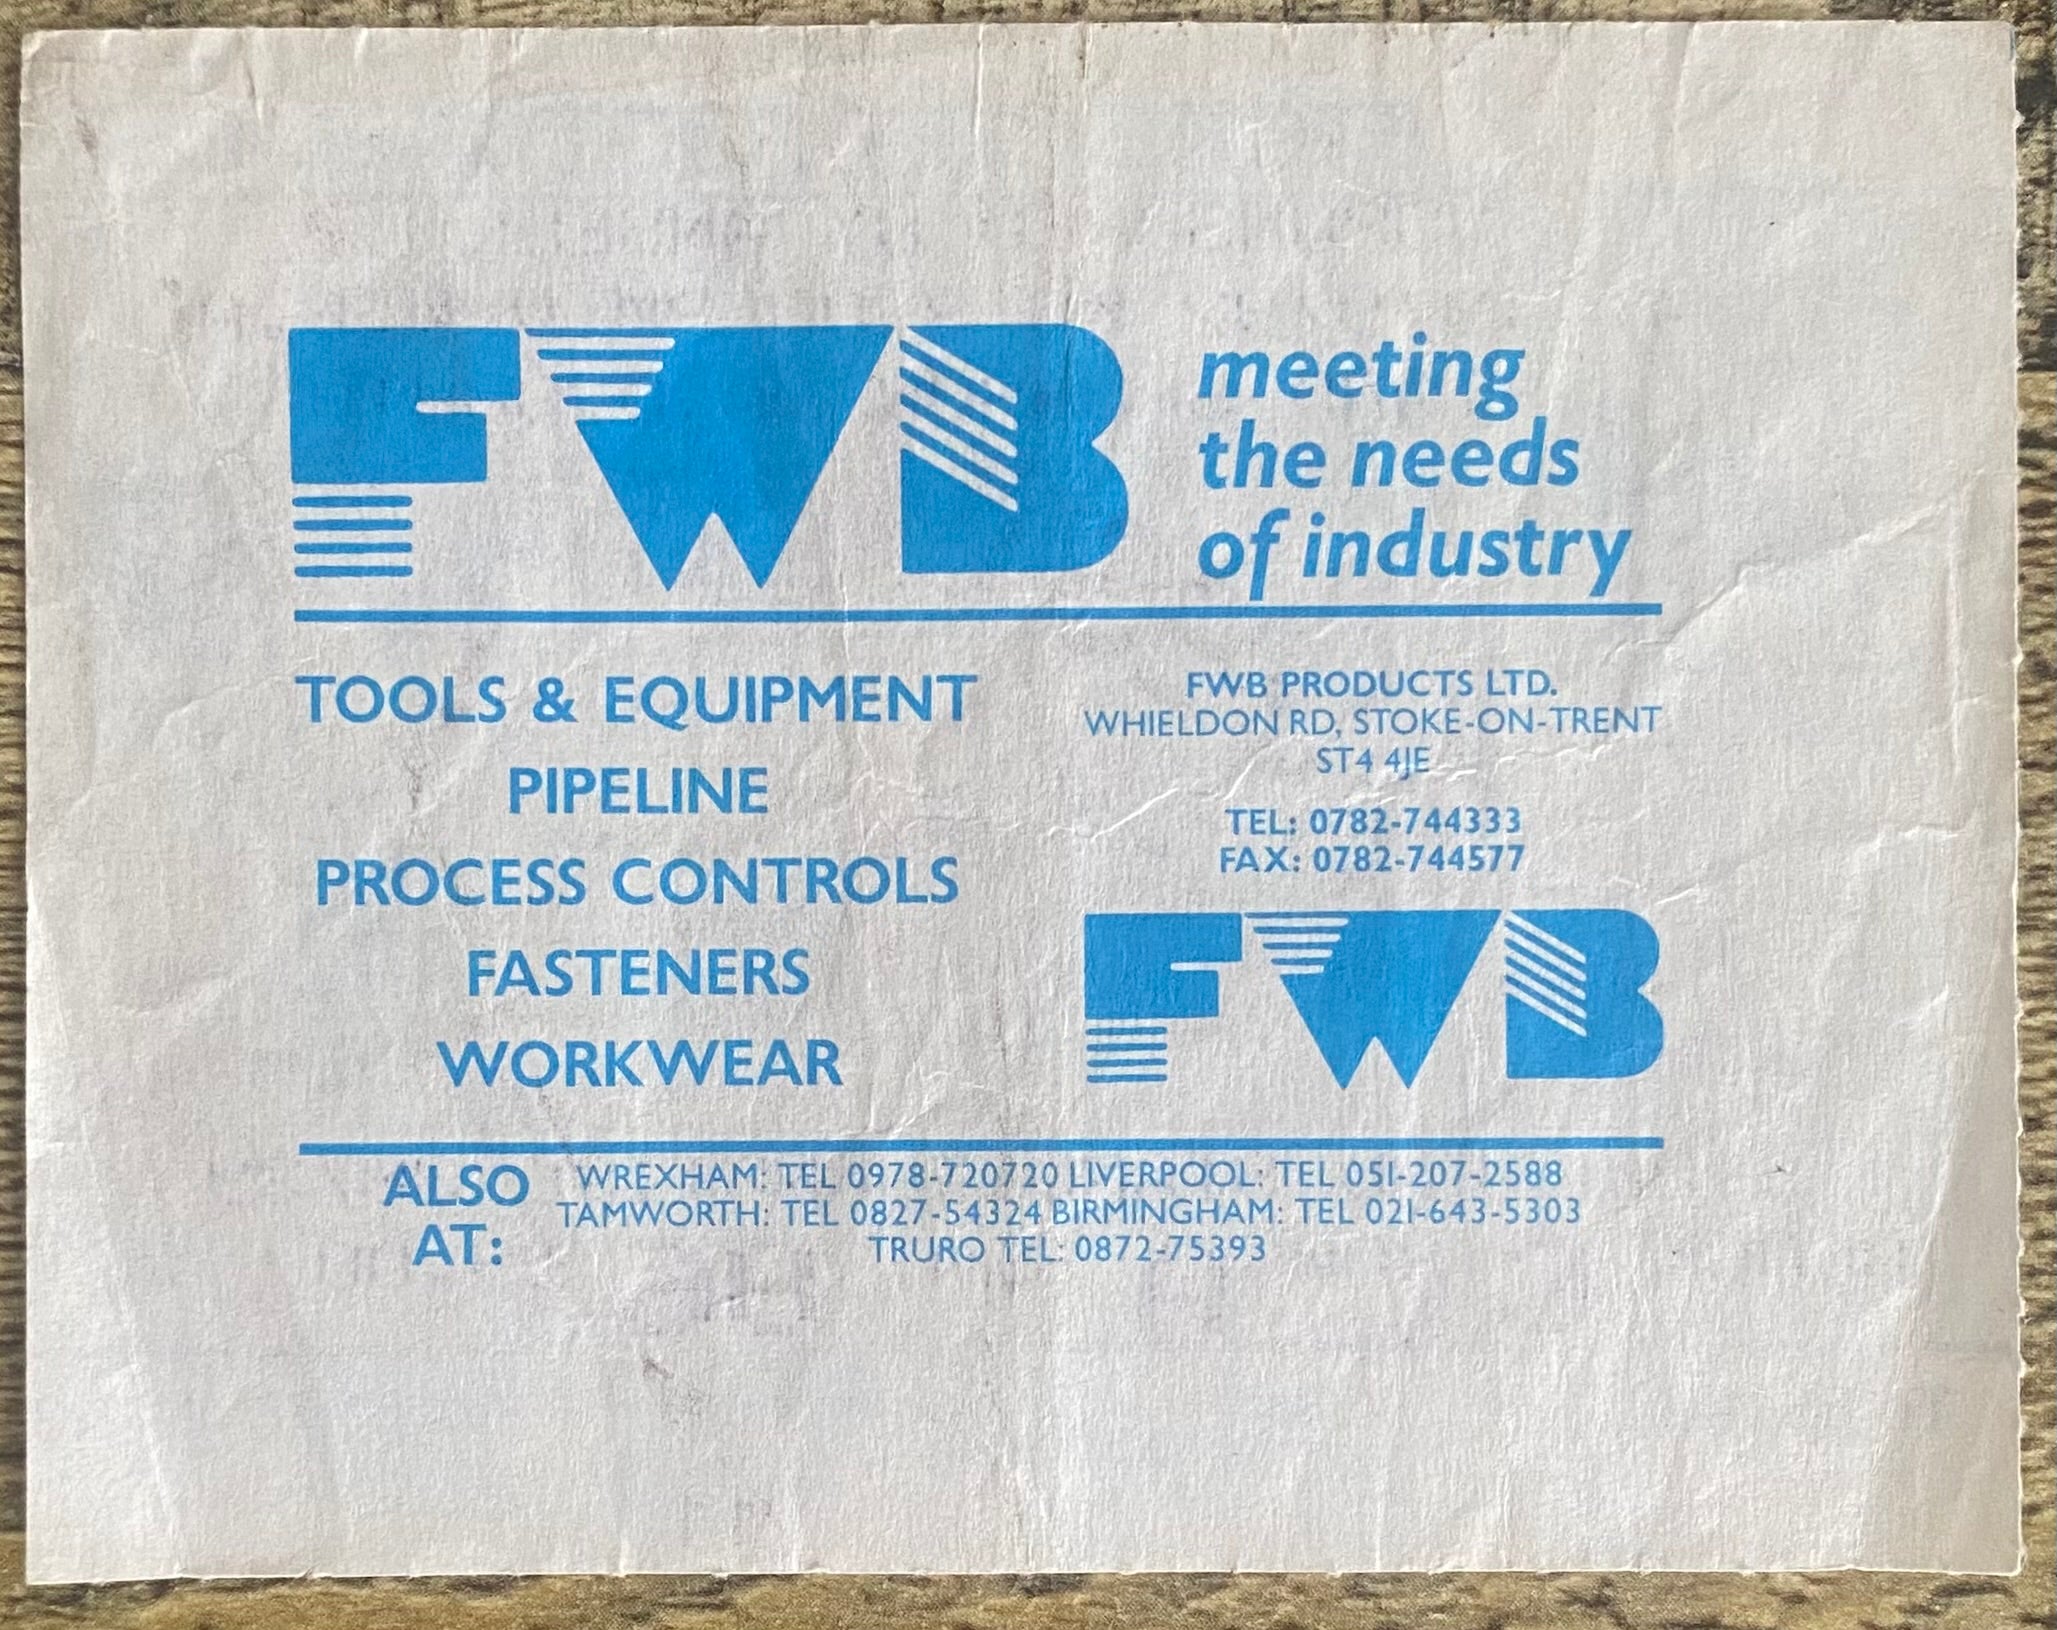 FWB
meeting
the needs
of industry
TOOLS & EQUIPMENT
PIPELINE
PROCESS CONTROLS
FASTENERS
WORKWEAR
FWB PRODUCTS LTD.
WHIELDON RD, STOKE-ON-TRENT
ST4 4JE
TEL: 0782-744333
FAX: 0782-744577
FWB
ALSO
AT:
WREXHAM: TEL 0978-720720 LIVERPOOL: TEL 051-207-2588
TAMWORTH: TEL 0827-54324 BIRMINGHAM: TEL 021-643-5303
TRURO TEL: 0872-75393